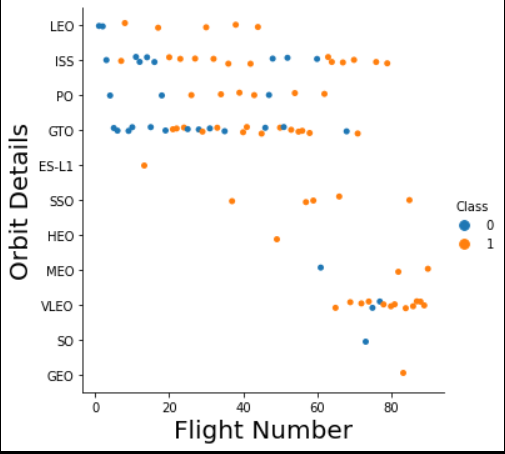 LEO
ISS
PO
GTO
ES-L1
SSO
HEO
MEO
VLEO
SO
GEO
Orbit Details
0 20 40 60 80
Flight Number
Class
0
1